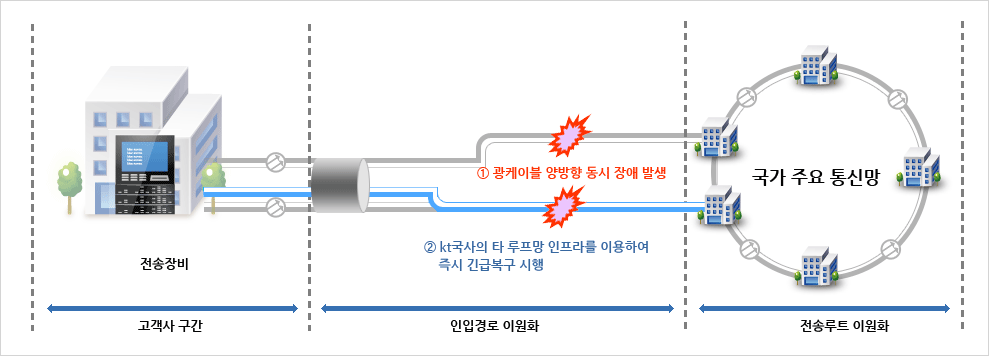 ① 광케이블 양방향 동시 장애 발생
국가 주요 통신망
② kt국사의 타 루프망 인프라를 이용하여
즉시 긴급복구 시행
전송장비
고객사 구간
인입경로 이원화
전송루트 이원화